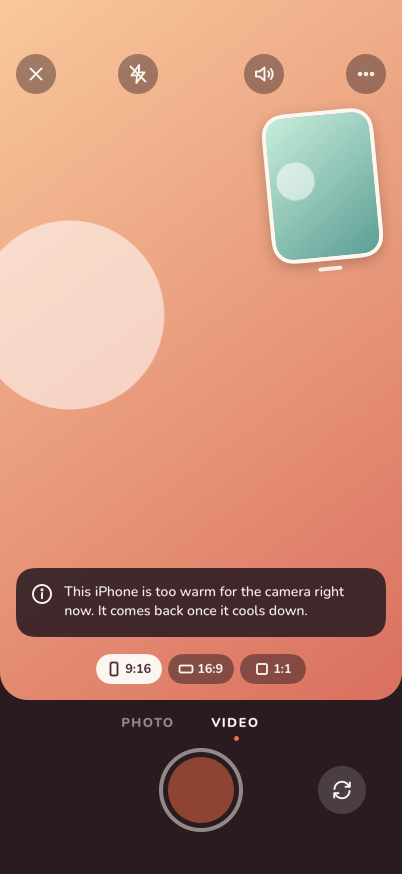 This iPhone is too warm for the camera right
now. It comes back once it cools down.
9:16 16:9 1:1
PHOTO VIDEO